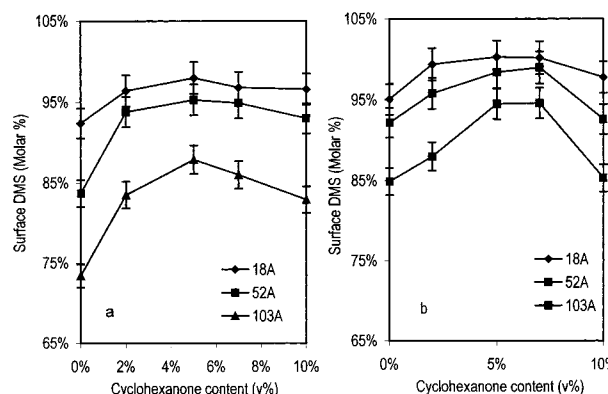 105%
95%
85%
75%
65%
Surface DMS (Molar %)
18A
52A
103A
a
0% 2% 4% 6% 8% 10%
Cyclohexanone content (v%)
105%
95%
85%
75%
65%
Surface DMS (Molar %)
18A
52A
103A
b
0% 5% 10%
Cyclohexanone content (v%)